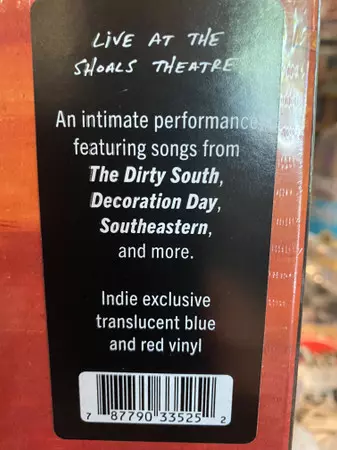 LIVE AT THE
SHOALS THEATRE
An intimate performance
featuring songs from
The Dirty South,
Decoration Day,
Southeastern,
and more.
Indie exclusive
translucent blue
and red vinyl
7 87790 33525 2